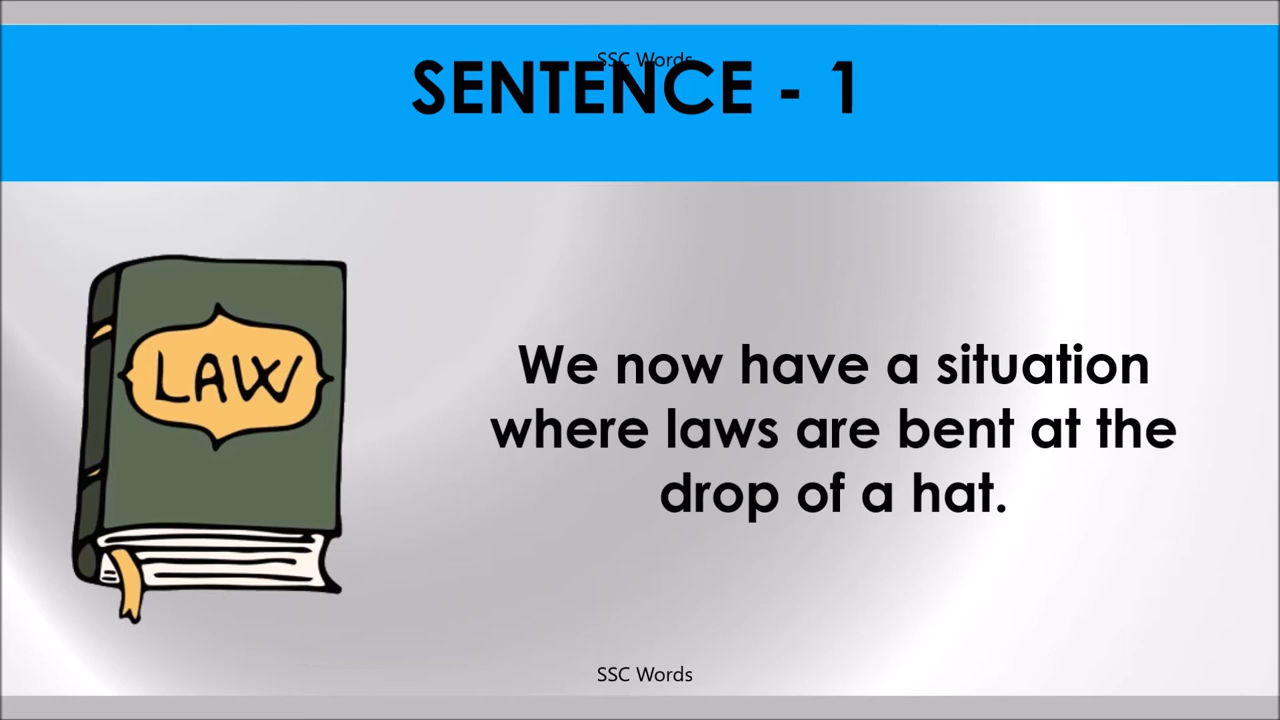 SSC Words
SENTENCE - 1
LAW
We now have a situation
where laws are bent at the
drop of a hat.
SSC Words